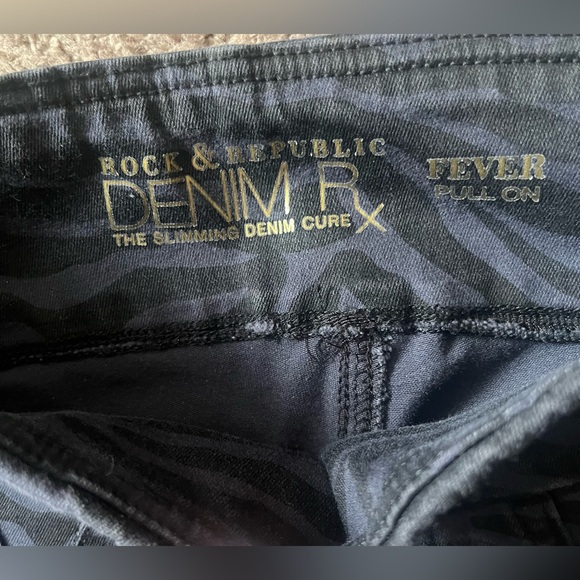 ROCK & REPUBLIC
DENIM Rx
THE SLIMMING DENIM CURE
FEVER
PULL ON